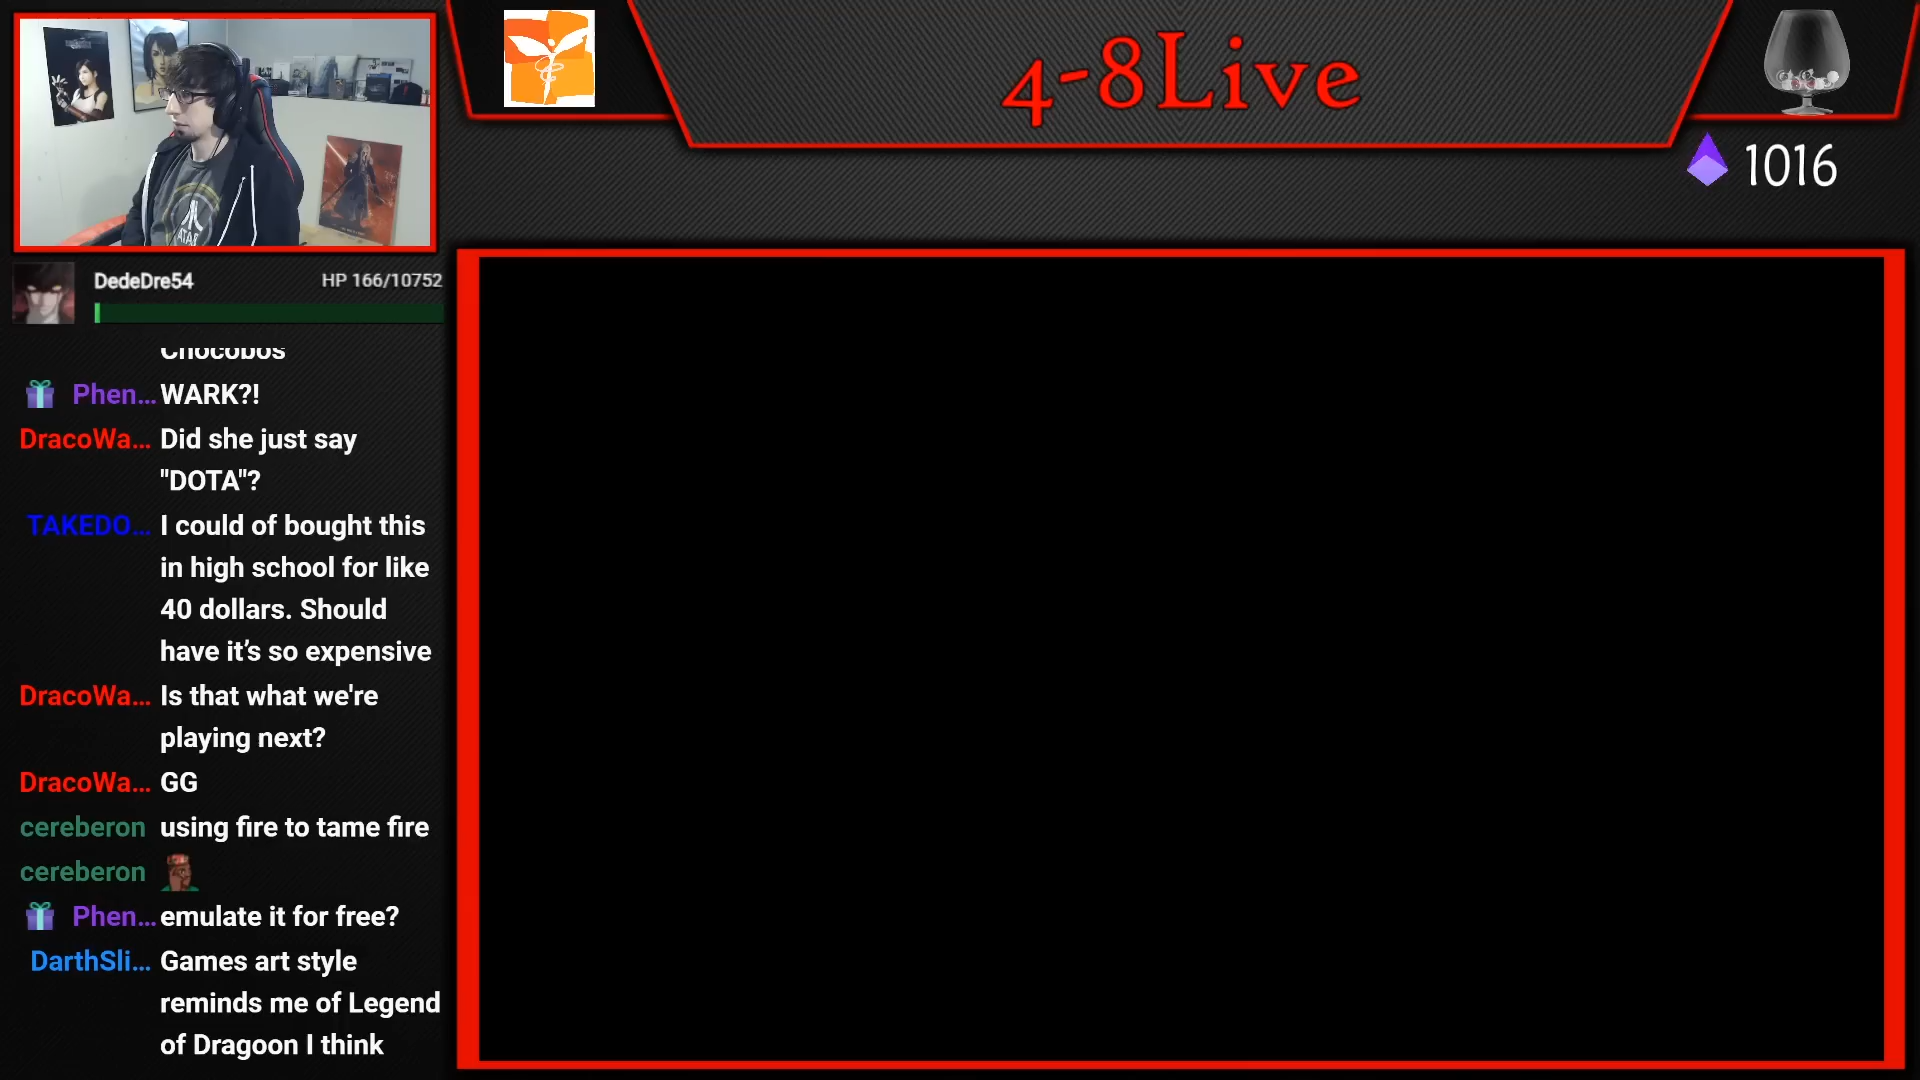 4-8Live
1016
ATARI
DedeDre54
HP 166/10752
Chocobos
Phen... WARK?!
DracoWa... Did she just say
"DOTA"?
TAKEDO... I could of bought this
in high school for like
40 dollars. Should
have it’s so expensive
DracoWa... Is that what we're
playing next?
DracoWa... GG
cereberon using fire to tame fire
cereberon
Phen... emulate it for free?
DarthSli... Games art style
reminds me of Legend
of Dragoon I think